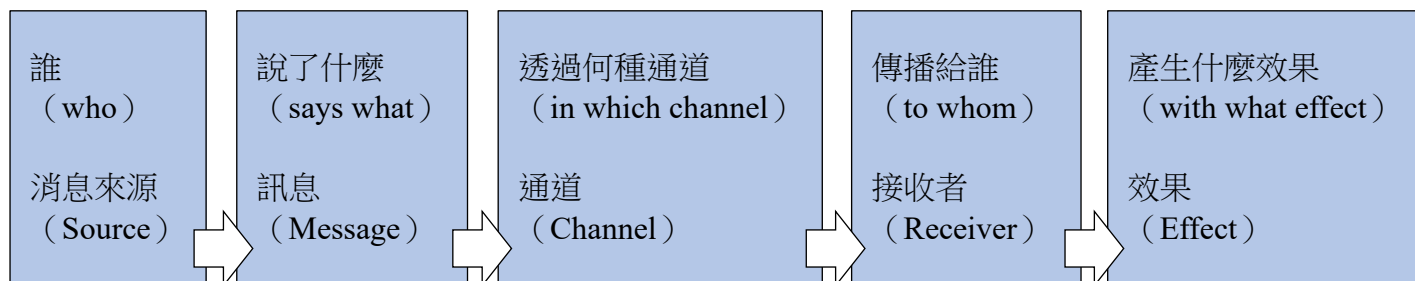 誰
（who）
消息來源
（Source）
說了什麼
（says what）
訊息
（Message）
透過何種通道
（in which channel）
通道
（Channel）
傳播給誰
（to whom）
接收者
（Receiver）
產生什麼效果
（with what effect）
效果
（Effect）